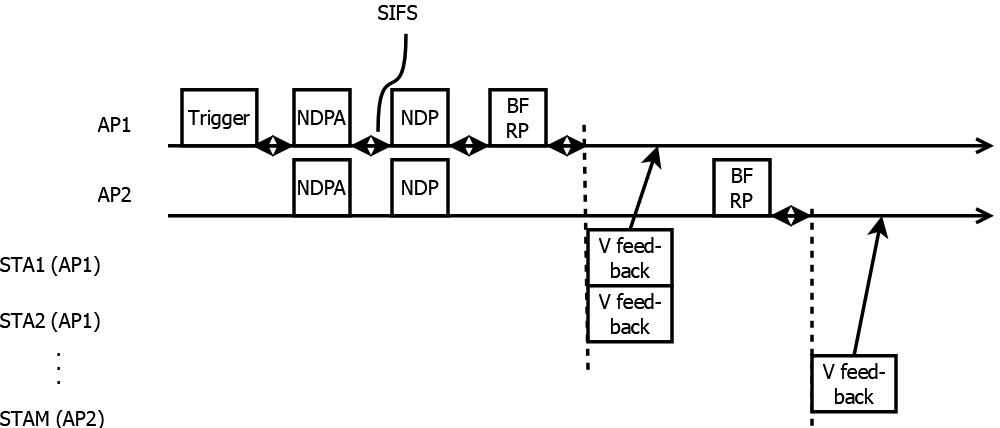 SIFS
AP1
Trigger
NDPA
NDP
BF
RP
AP2
NDPA
NDP
BF
RP
STA1 (AP1)
V feed-
back
STA2 (AP1)
V feed-
back
.
.
.
STAM (AP2)
V feed-
back